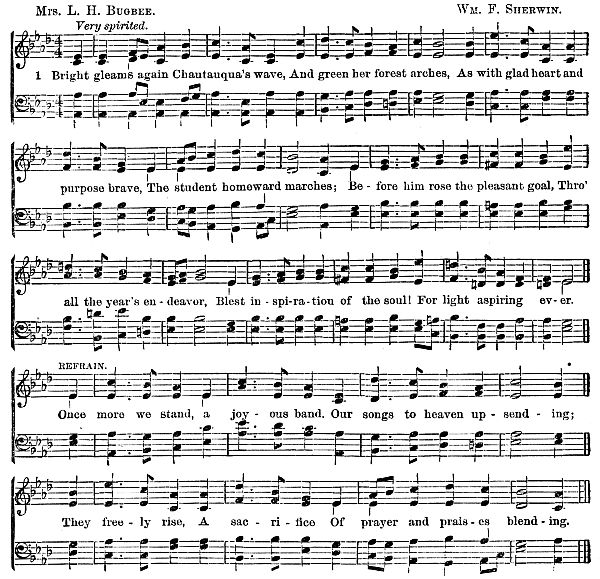 MRS. L. H. BUGBEE. WM. F. SHERWIN.
Very spirited.
1 Bright gleams again Chautauqua's wave, And green her forest arches, As with glad heart and
purpose brave, The student homeward marches; Be - fore him rose the pleasant goal, Thro'
all the year's en - deavor, Blest in - spi - ra - tion of the soul! For light aspiring ev - er.
REFRAIN.
Once more we stand, a joy - ous band. Our songs to heaven up - send - ing;
They free - ly rise, A sac - ri - fice Of prayer and prais - es blend - ing.